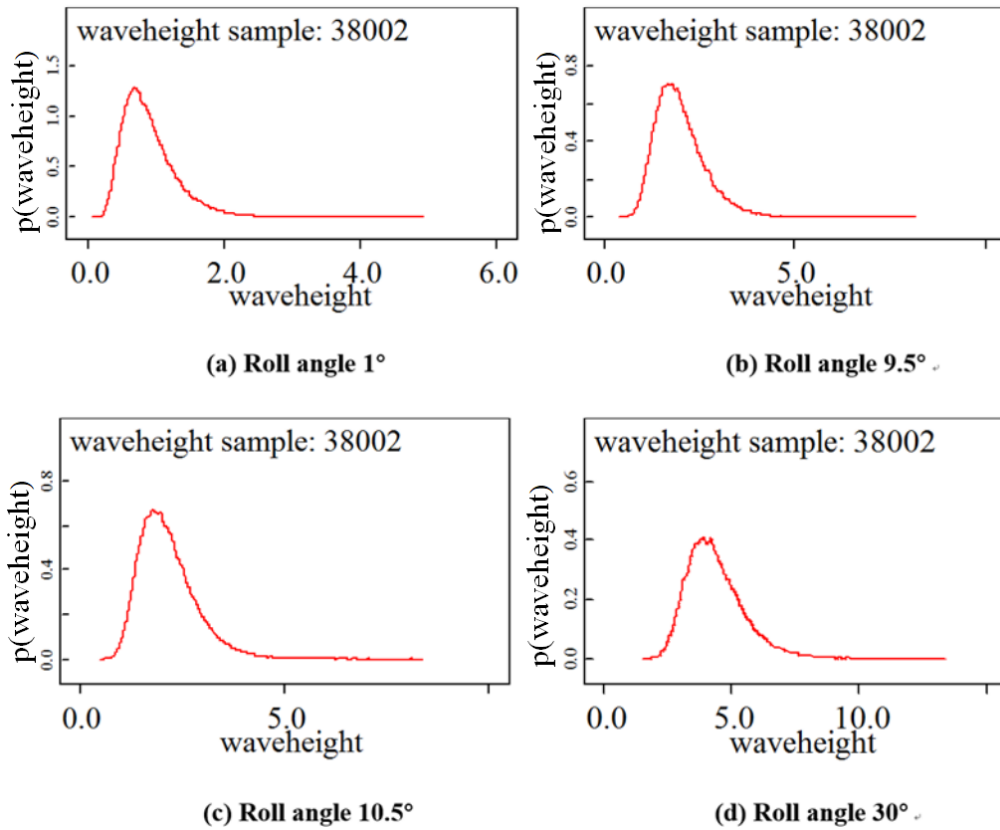 waveheight sample: 38002
p(waveheight)
1.5
1.0
0.5
0.0
0.0 2.0 4.0 6.0
waveheight
(a) Roll angle 1°
waveheight sample: 38002
p(waveheight)
0.8
0.4
0.0
0.0 5.0
waveheight
(b) Roll angle 9.5°
waveheight sample: 38002
p(waveheight)
0.8
0.4
0.0
0.0 5.0
waveheight
(c) Roll angle 10.5°
waveheight sample: 38002
p(waveheight)
0.6
0.4
0.2
0.0
0.0 5.0 10.0
waveheight
(d) Roll angle 30°